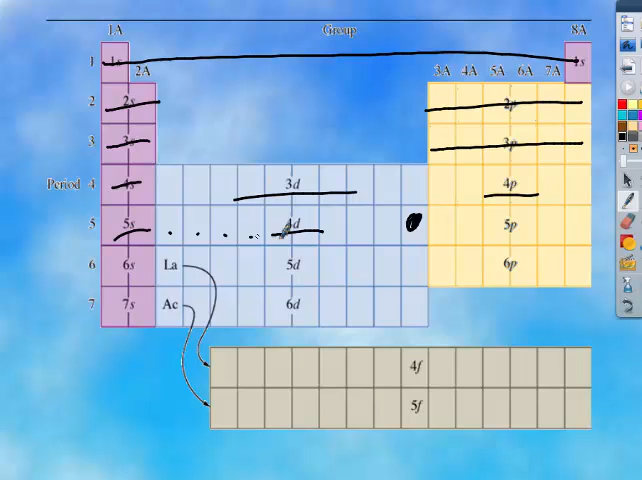 1A Group 8A
1 1s 2A 3A 4A 5A 6A 7A 1s
2 2s 2p
3 3s 3p
Period 4 4s 3d 4p
5 5s 4d 5p
6 6s La 5d 6p
7 7s Ac 6d
4f
5f